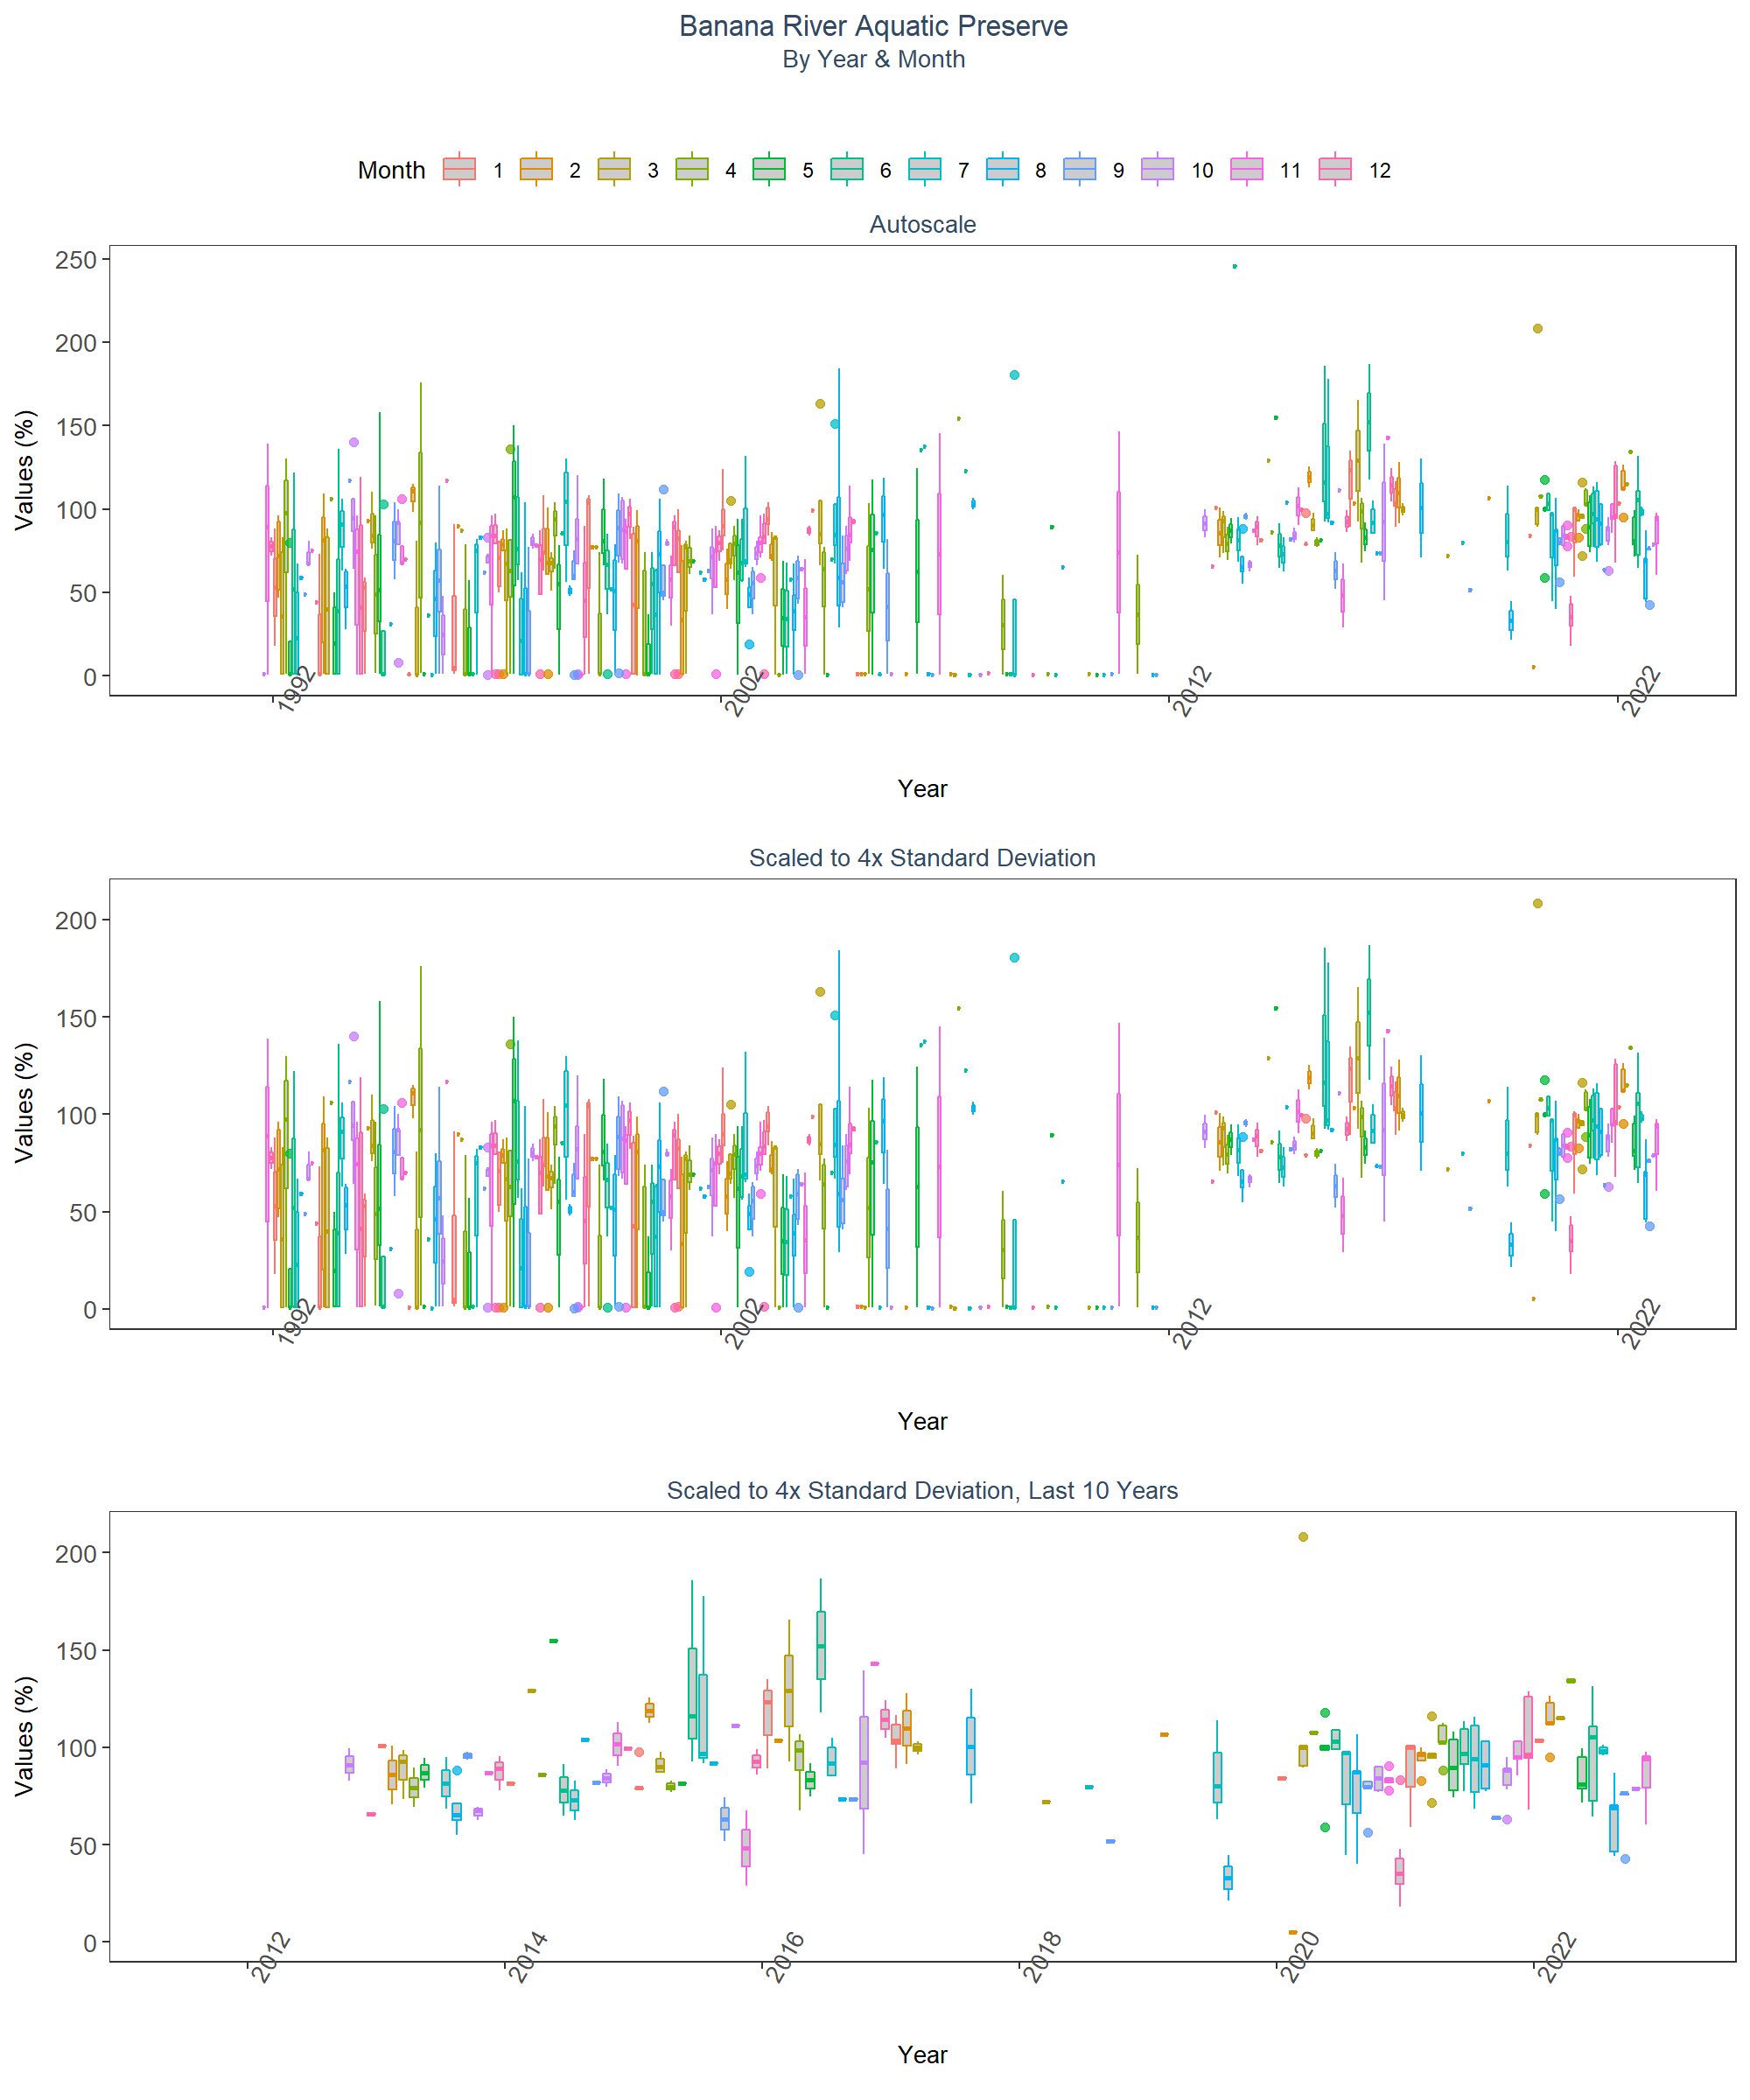 Banana River Aquatic Preserve
By Year & Month
Month 1 2 3 4 5 6 7 8 9 10 11 12
Autoscale
Values (%)
250
200
150
100
50
0
1992 2002 2012 2022
Year
Scaled to 4x Standard Deviation
Values (%)
200
150
100
50
0
1992 2002 2012 2022
Year
Scaled to 4x Standard Deviation, Last 10 Years
Values (%)
200
150
100
50
0
2012 2014 2016 2018 2020 2022
Year